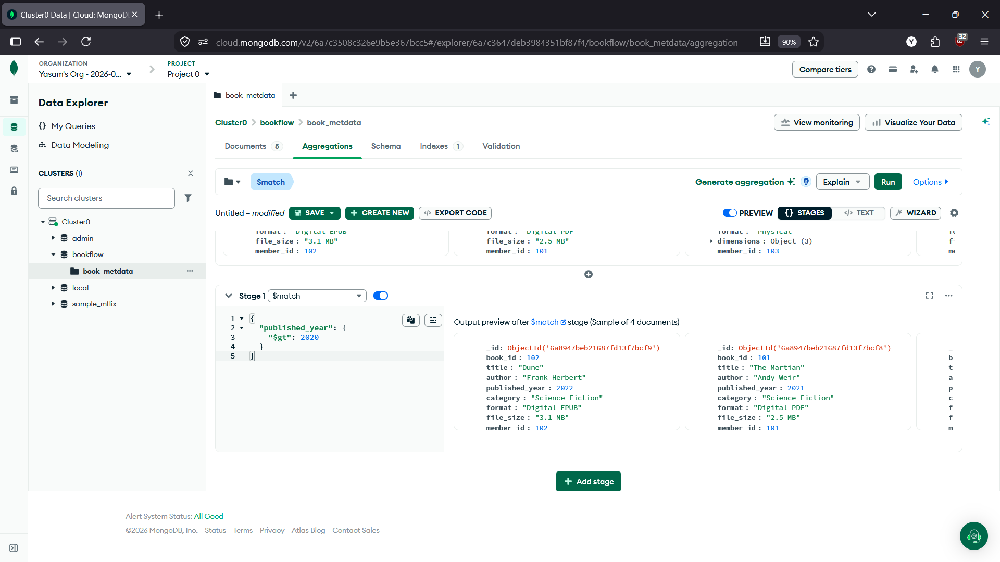 Cluster0 Data | Cloud: MongoDB
cloud.mongodb.com/v2/6a7c3508c326e9b5e367bcc5#/explorer/6a7c3647deb3984351bf87f4/bookflow/book_metdata/aggregation
90%
Y
32
ORGANIZATION
Yasam's Org - 2026-0...
PROJECT
Project 0
Compare tiers
Y
Data Explorer
My Queries
Data Modeling
CLUSTERS (1)
Search clusters
Cluster0
admin
bookflow
book_metdata
local
sample_mflix
book_metdata
Cluster0 > bookflow > book_metdata
View monitoring
Visualize Your Data
Documents 5
Aggregations
Schema
Indexes 1
Validation
$match
Generate aggregation
Explain
Run
Options
Untitled – modified
SAVE
CREATE NEW
</> EXPORT CODE
PREVIEW
{} STAGES
</> TEXT
WIZARD
format : "Digital EPUB"
file_size : "3.1 MB"
member_id : 102
format : "Digital PDF"
file_size : "2.5 MB"
member_id : 101
format : "Physical"
dimensions : Object (3)
member_id : 103
Stage 1 $match
1 {
2 "published_year": {
3 "$gt": 2020
4 }
5 }
Output preview after $match stage (Sample of 4 documents)
_id: ObjectId('6a8947beb21687fd13f7bcf9')
book_id : 102
title : "Dune"
author : "Frank Herbert"
published_year : 2022
category : "Science Fiction"
format : "Digital EPUB"
file_size : "3.1 MB"
member_id : 102
_id: ObjectId('6a8947beb21687fd13f7bcf8')
book_id : 101
title : "The Martian"
author : "Andy Weir"
published_year : 2021
category : "Science Fiction"
format : "Digital PDF"
file_size : "2.5 MB"
member_id : 101
Add stage
Alert System Status: All Good
©2026 MongoDB, Inc. Status Terms Privacy Atlas Blog Contact Sales